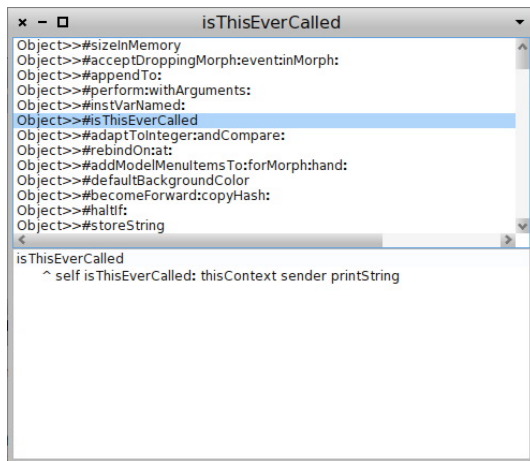 isThisEverCalled
Object>>#sizeInMemory
Object>>#acceptDroppingMorph:event:inMorph:
Object>>#appendTo:
Object>>#perform:withArguments:
Object>>#instVarNamed:
Object>>#isThisEverCalled
Object>>#adaptToInteger:andCompare:
Object>>#rebindOn:at:
Object>>#addModelMenuItemsTo:forMorph:hand:
Object>>#defaultBackgroundColor
Object>>#becomeForward:copyHash:
Object>>#haltIf:
Object>>#storeString
isThisEverCalled
^ self isThisEverCalled: thisContext sender printString